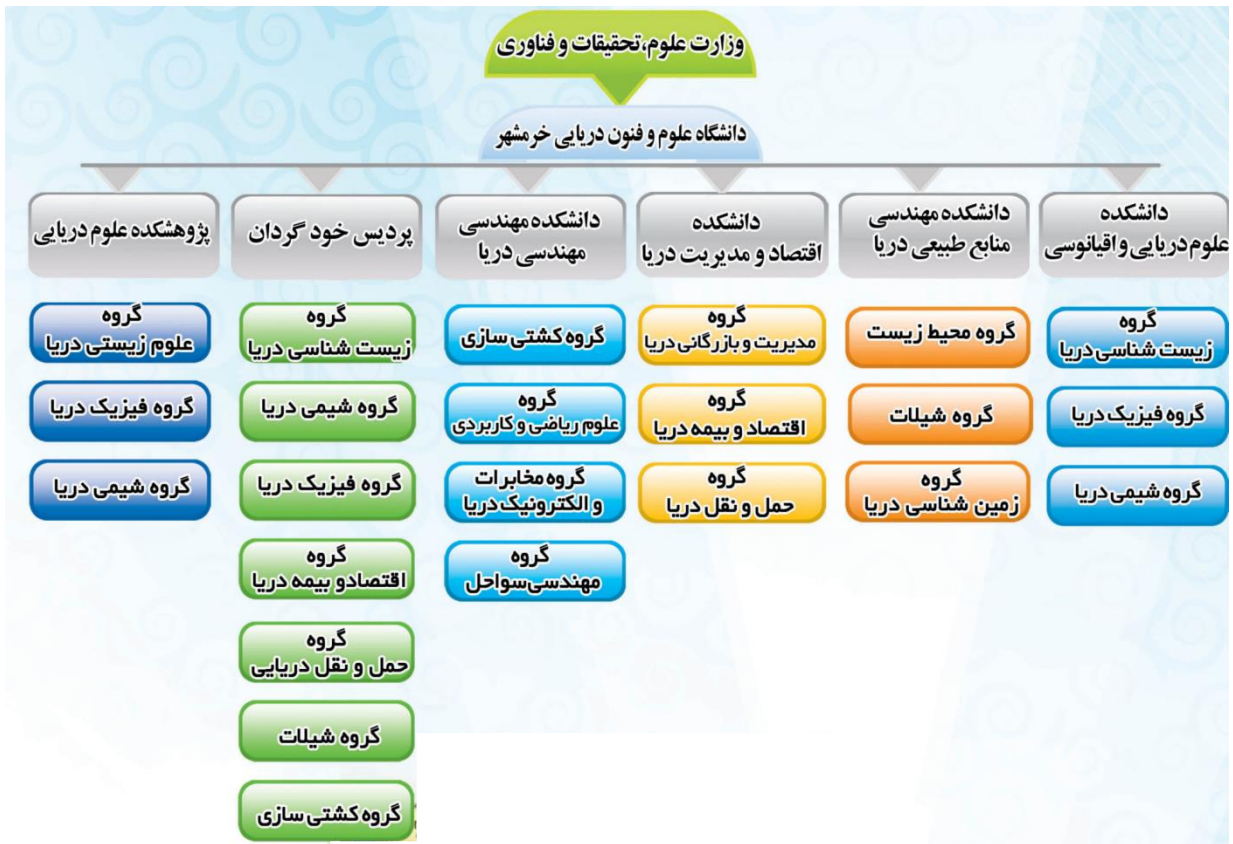 وزارت علوم،تحقیقات و فناوری
دانشگاه علوم و فنون دریایی خرمشهر
دانشکده
علوم دریایی و اقیانوسی
گروه
زیست شناسی دریا
گروه فیزیک دریا
گروه شیمی دریا
دانشکده مهندسی
منابع طبیعی دریا
گروه محیط زیست
گروه شیلات
گروه
زمین شناسی دریا
دانشکده
اقتصاد و مدیریت دریا
گروه
مدیریت و بازرگانی دریا
گروه
اقتصاد و بیمه دریا
گروه
حمل و نقل دریا
دانشکده مهندسی
مهندسی دریا
گروه کشتی سازی
گروه
علوم ریاضی و کاربردی
گروه مخابرات
و الکترونیک دریا
گروه
مهندسی سواحل
پردیس خود گردان
گروه
زیست شناسی دریا
گروه شیمی دریا
گروه فیزیک دریا
گروه
اقتصاد و بیمه دریا
گروه
حمل و نقل دریایی
گروه شیلات
گروه کشتی سازی
پژوهشکده علوم دریایی
گروه
علوم زیستی دریا
گروه فیزیک دریا
گروه شیمی دریا